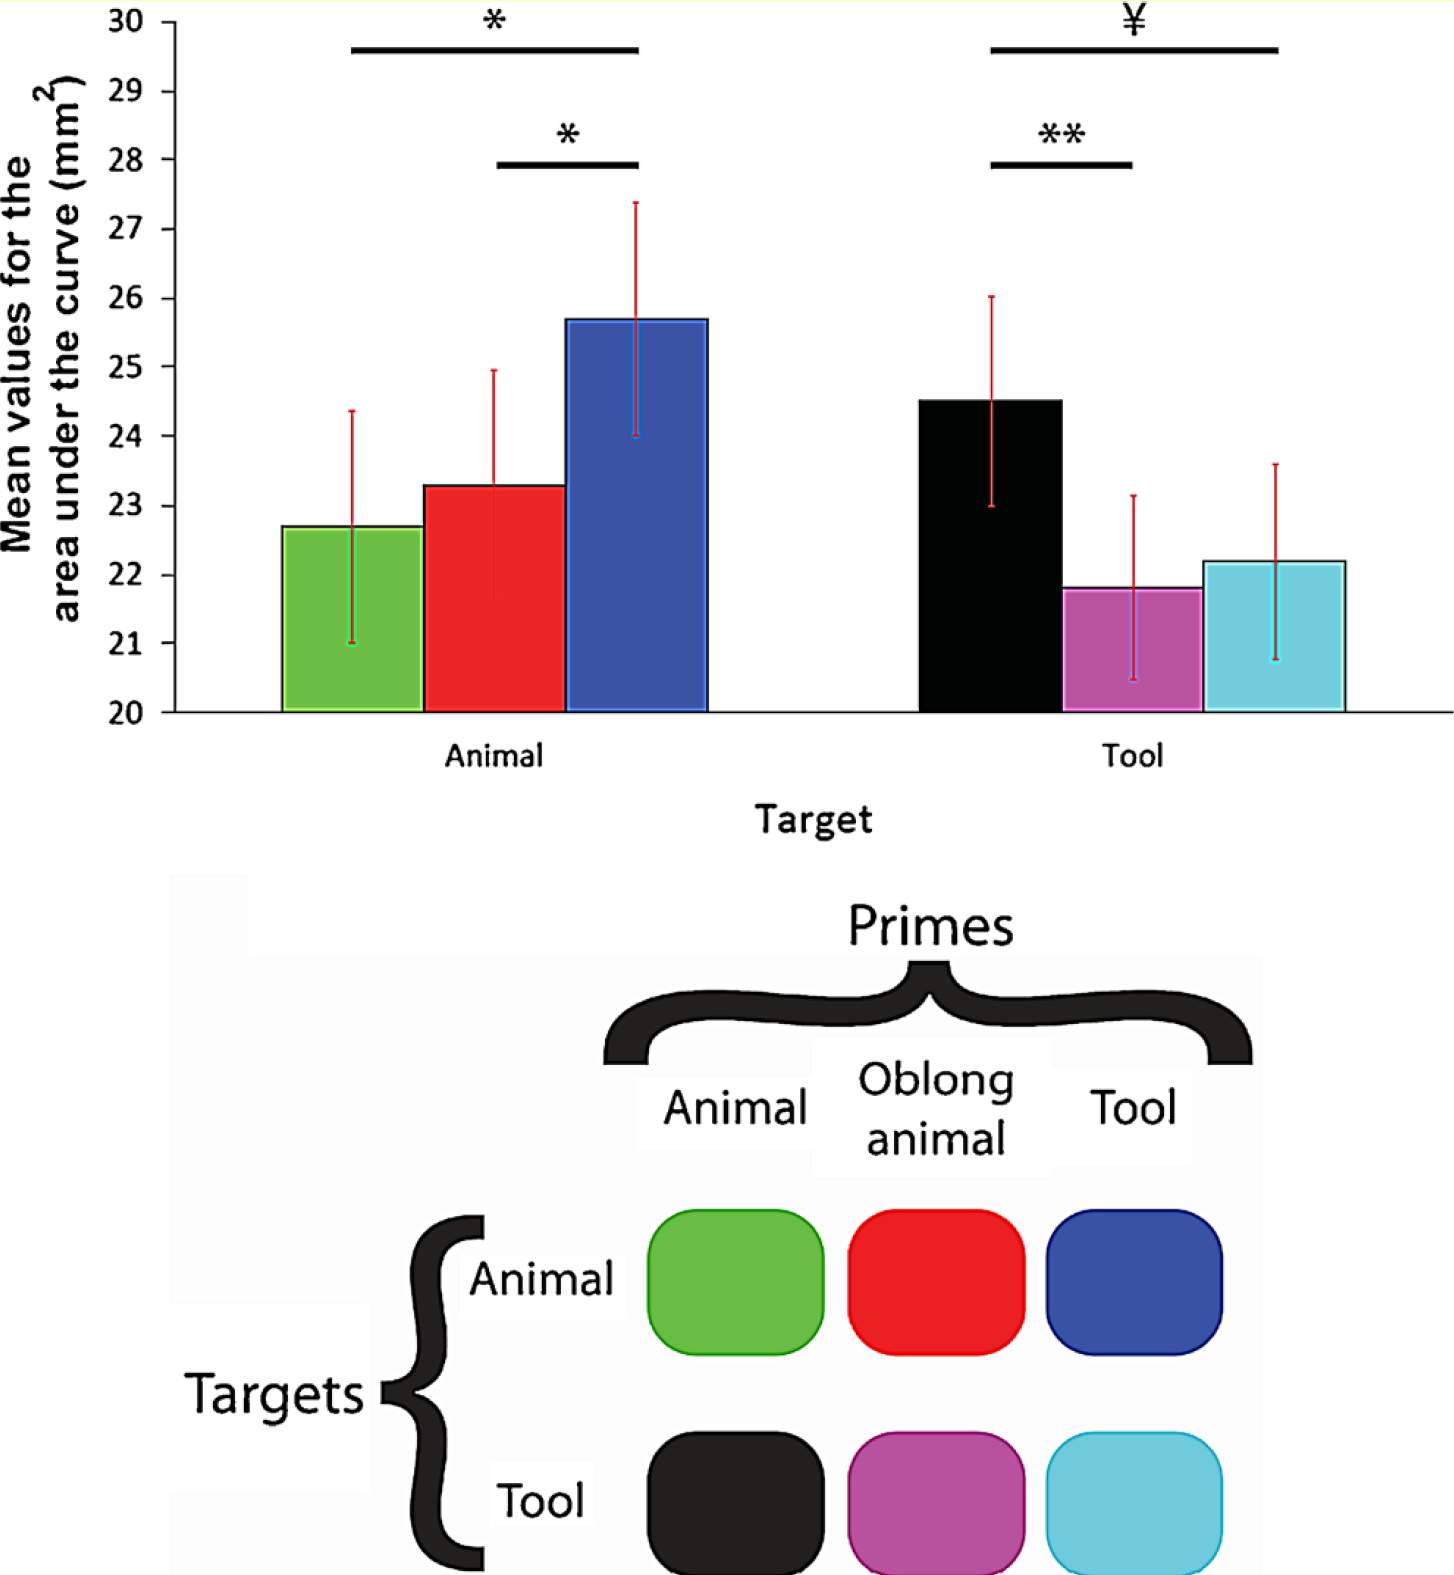 Mean values for the
area under the curve (mm²)
30
29
28
27
26
25
24
23
22
21
20
*
*
¥
**
Animal
Tool
Target
Primes
Animal
Oblong
animal
Tool
Targets
Animal
Tool